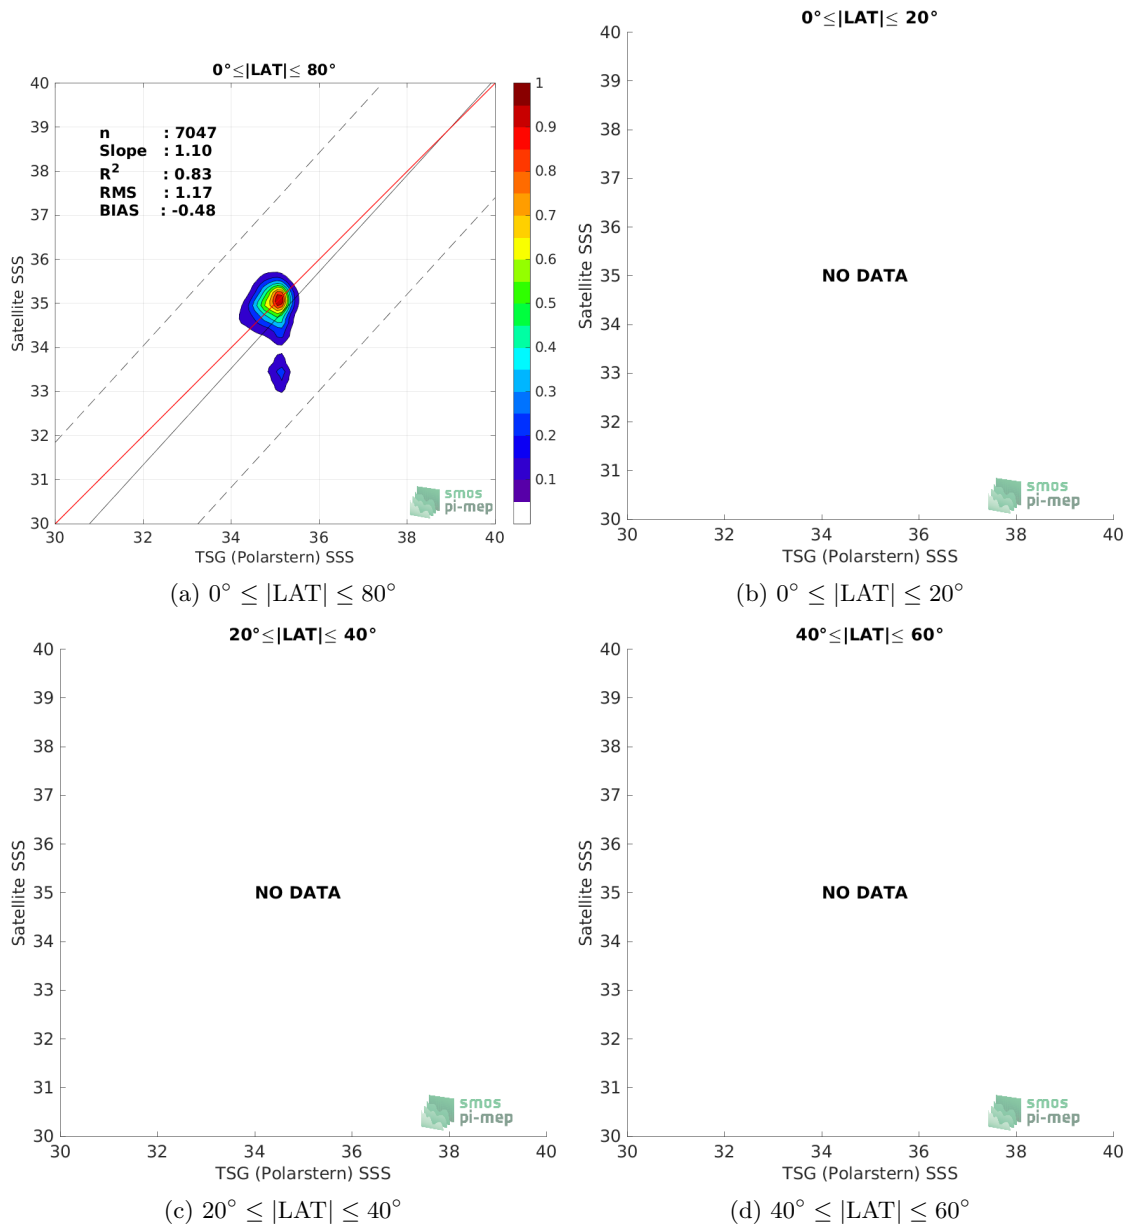 0°≤|LAT|≤ 80°
40
39
38
37
36
35
34
33
32
31
30
30
32
34
36
38
40
Satellite SSS
TSG (Polarstern) SSS
n : 7047
Slope : 1.10
R² : 0.83
RMS : 1.17
BIAS : -0.48
1
0.9
0.8
0.7
0.6
0.5
0.4
0.3
0.2
0.1
smos
pi-mep
(a) 0° ≤ |LAT| ≤ 80°
0°≤|LAT|≤ 20°
40
39
38
37
36
35
34
33
32
31
30
30
32
34
36
38
40
Satellite SSS
TSG (Polarstern) SSS
NO DATA
smos
pi-mep
(b) 0° ≤ |LAT| ≤ 20°
20°≤|LAT|≤ 40°
40
39
38
37
36
35
34
33
32
31
30
30
32
34
36
38
40
Satellite SSS
TSG (Polarstern) SSS
NO DATA
smos
pi-mep
(c) 20° ≤ |LAT| ≤ 40°
40°≤|LAT|≤ 60°
40
39
38
37
36
35
34
33
32
31
30
30
32
34
36
38
40
Satellite SSS
TSG (Polarstern) SSS
NO DATA
smos
pi-mep
(d) 40° ≤ |LAT| ≤ 60°